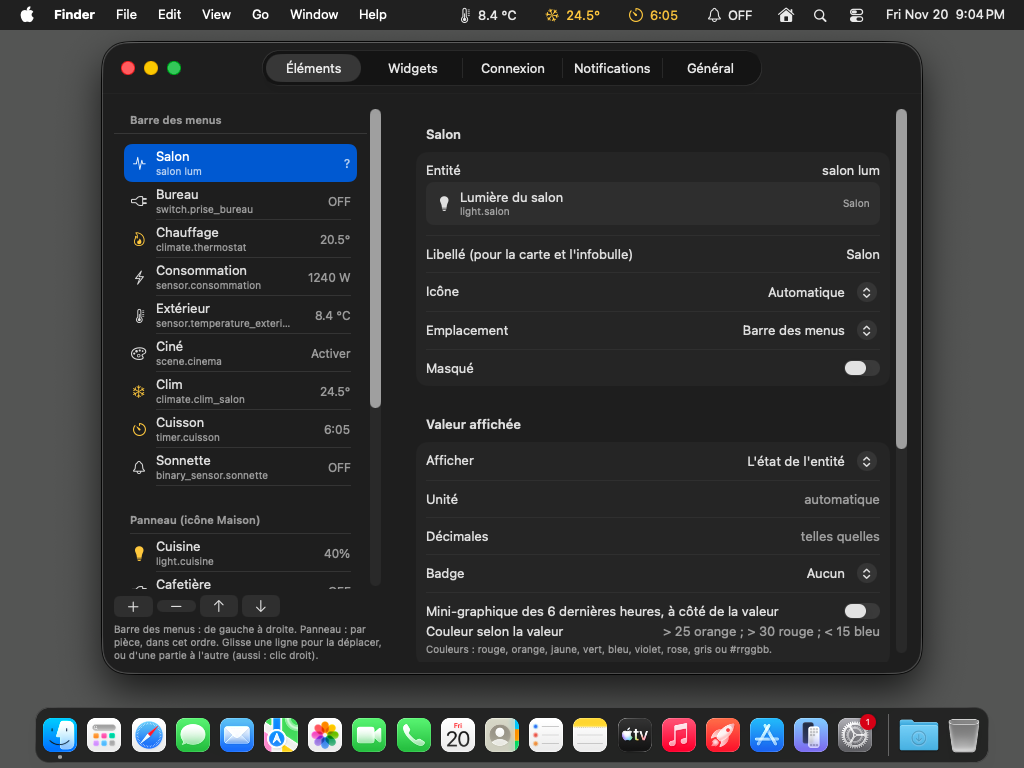 Finder File Edit View Go Window Help 8.4 °C 24.5° 6:05 OFF Fri Nov 20 9:04 PM
Éléments Widgets Connexion Notifications Général
Barre des menus
Salon
salon lum
?
Bureau
switch.prise_bureau
OFF
Chauffage
climate.thermostat
20.5°
Consommation
sensor.consommation
1240 W
Extérieur
sensor.temperature_exteri...
8.4 °C
Ciné
scene.cinema
Activer
Clim
climate.clim_salon
24.5°
Cuisson
timer.cuisson
6:05
Sonnette
binary_sensor.sonnette
OFF
Panneau (icône Maison)
Cuisine
light.cuisine
40%
Cafetière
OFF
Barre des menus : de gauche à droite. Panneau : par
pièce, dans cet ordre. Glisse une ligne pour la déplacer,
ou d'une partie à l'autre (aussi : clic droit).
Salon
Entité salon lum
Lumière du salon
light.salon
Salon
Libellé (pour la carte et l'infobulle) Salon
Icône Automatique
Emplacement Barre des menus
Masqué
Valeur affichée
Afficher L'état de l'entité
Unité automatique
Décimales telles quelles
Badge Aucun
Mini-graphique des 6 dernières heures, à côté de la valeur
Couleur selon la valeur > 25 orange ; > 30 rouge ; < 15 bleu
Couleurs : rouge, orange, jaune, vert, bleu, violet, rose, gris ou #rrggbb.
Fri
20
tv
1